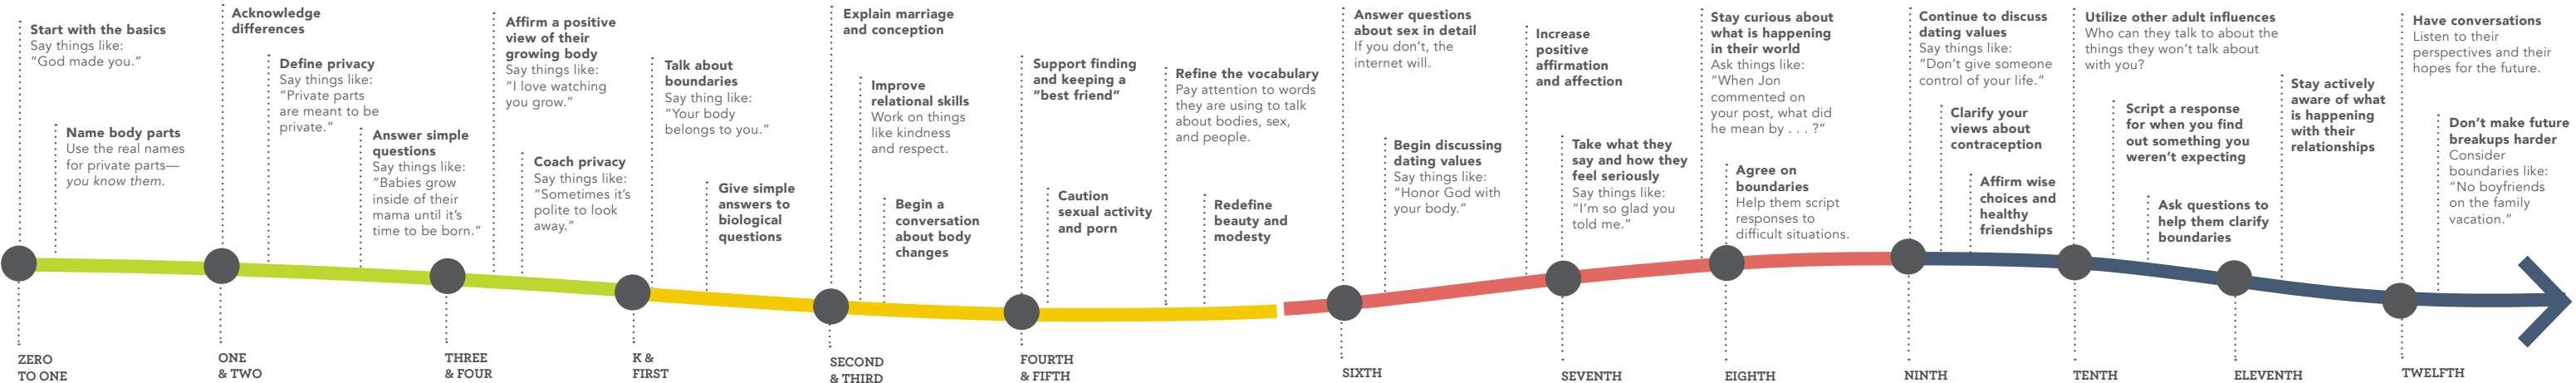 Start with the basics
Say things like:
“God made you.”
Name body parts
Use the real names
for private parts—
you know them.
Acknowledge
differences
Define privacy
Say things like:
“Private parts
are meant to be
private.”
Answer simple
questions
Say things like:
“Babies grow
inside of their
mama until it’s
time to be born.”
Affirm a positive
view of their
growing body
Say things like:
“I love watching
you grow.”
Coach privacy
Say things like:
“Sometimes it’s
polite to look
away.”
Talk about
boundaries
Say thing like:
“Your body
belongs to you.”
Give simple
answers to
biological
questions
Explain marriage
and conception
Improve
relational skills
Work on things
like kindness
and respect.
Begin a
conversation
about body
changes
Support finding
and keeping a
“best friend”
Caution
sexual activity
and porn
Refine the vocabulary
Pay attention to words
they are using to talk
about bodies, sex,
and people.
Redefine
beauty and
modesty
Answer questions
about sex in detail
If you don’t, the
internet will.
Begin discussing
dating values
Say things like:
“Honor God with
your body.”
Increase
positive
affirmation
and affection
Take what they
say and how they
feel seriously
Say things like:
“I’m so glad you
told me.”
Stay curious about
what is happening
in their world
Ask things like:
“When Jon
commented on
your post, what did
he mean by . . . ?”
Agree on
boundaries
Help them script
responses to
difficult situations.
Continue to discuss
dating values
Say things like:
“Don’t give someone
control of your life.”
Clarify your
views about
contraception
Affirm wise
choices and
healthy
friendships
Utilize other adult influences
Who can they talk to about the
things they won’t talk about
with you?
Script a response
for when you find
out something you
weren’t expecting
Ask questions to
help them clarify
boundaries
Stay actively
aware of what
is happening
with their
relationships
Have conversations
Listen to their
perspectives and their
hopes for the future.
Don’t make future
breakups harder
Consider
boundaries like:
“No boyfriends
on the family
vacation.”
ZERO
TO ONE
ONE
& TWO
THREE
& FOUR
K &
FIRST
SECOND
& THIRD
FOURTH
& FIFTH
SIXTH
SEVENTH
EIGHTH
NINTH
TENTH
ELEVENTH
TWELFTH